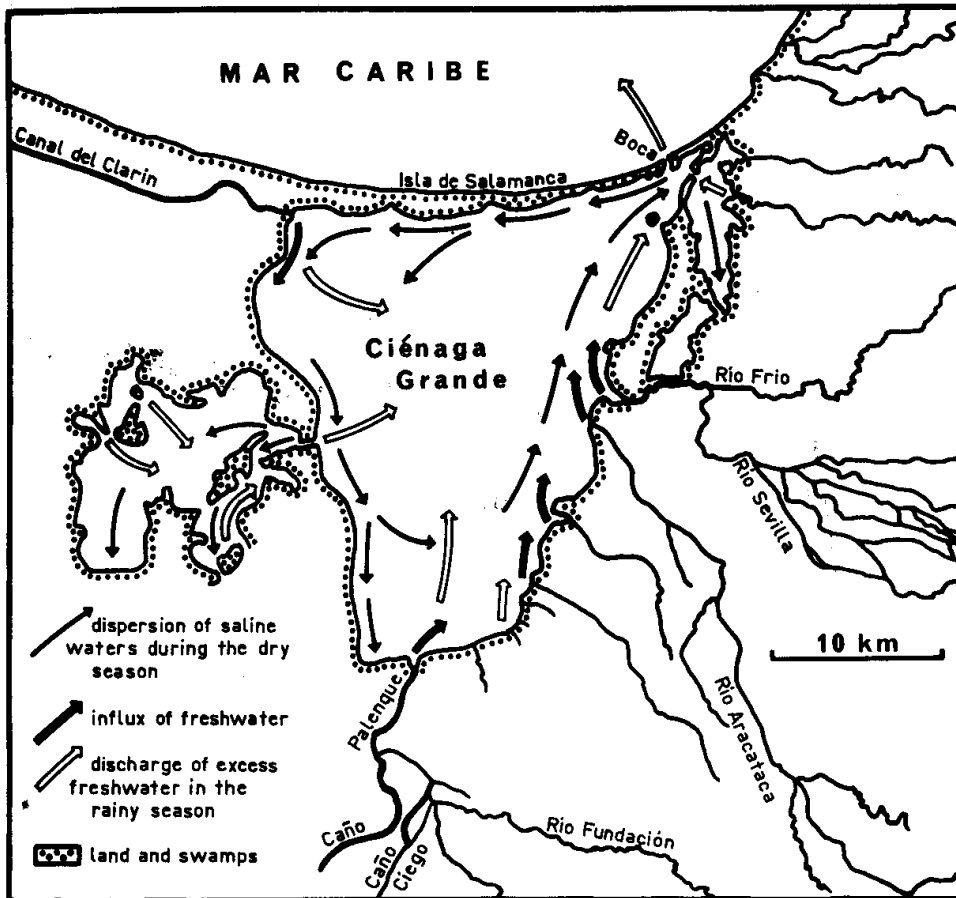 MAR CARIBE
Canal del Clarín
Boca
Isla de Salamanca
Ciénaga
Grande
Río Frío
Río Sevilla
10 km
dispersion of saline
waters during the dry
season
influx of freshwater
discharge of excess
freshwater in the
rainy season
land and swamps
Palenque
Caño
Caño
Ciego
Río Fundación
Río Aracataca